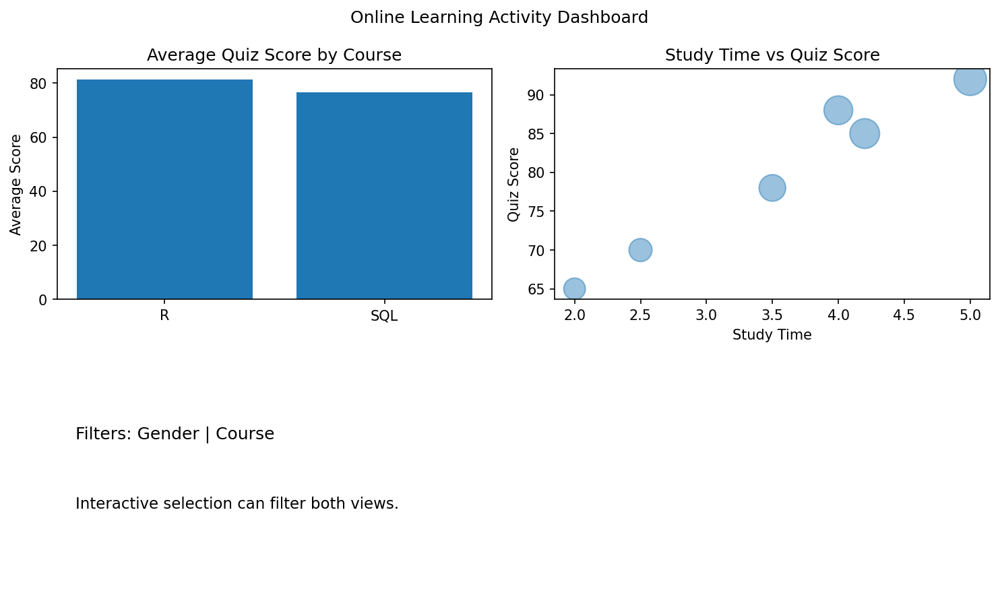 Online Learning Activity Dashboard
Average Quiz Score by Course
Average Score
80
60
40
20
0
R
SQL
Study Time vs Quiz Score
Quiz Score
90
85
80
75
70
65
2.0
2.5
3.0
3.5
4.0
4.5
5.0
Study Time
Filters: Gender | Course
Interactive selection can filter both views.